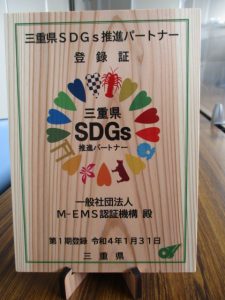 三重県SDGs推進パートナー
登録証
三重県
SDGs
推進パートナー
一般社団法人
M-EMS認証機構 殿
第1期登録 令和4年1月31日
三重県